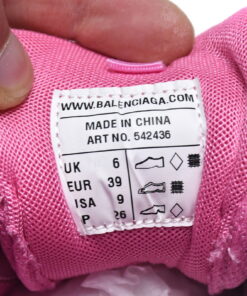 WWW.BALENCIAGA.COM
MADE IN CHINA
ART NO. 542436
UK 6
EUR 39
ISA 9
P 26